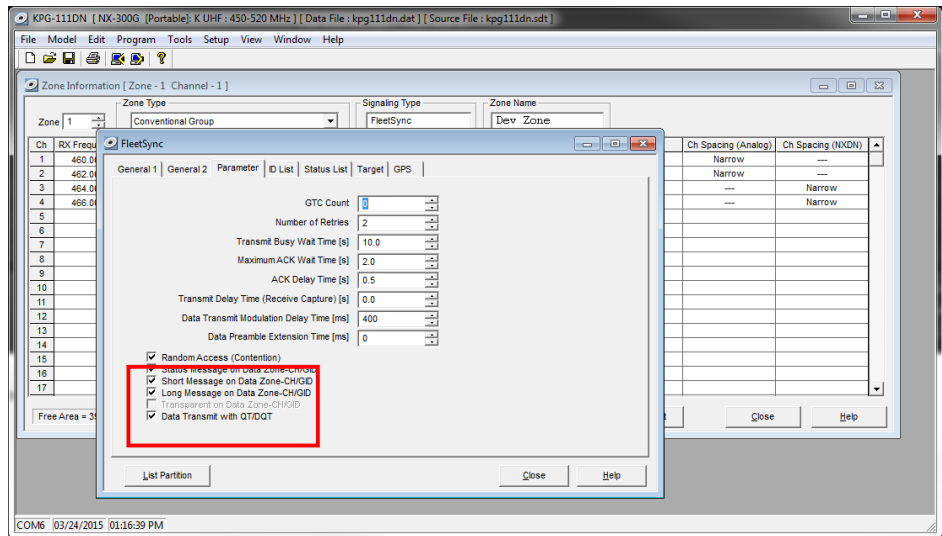 KPG-111DN [ NX-300G [Portable]: K UHF : 450-520 MHz ] [ Data File : kpg111dn.dat ] [ Source File : kpg111dn.sdt ]
File Model Edit Program Tools Setup View Window Help
Zone Information [ Zone - 1 Channel - 1 ]
Zone Type Signaling Type Zone Name
Zone 1 Conventional Group FleetSync Dev Zone
Ch RX Frequ Ch Spacing (Analog) Ch Spacing (NXDN)
1 460.0 Narrow ---
2 462.0 Narrow ---
3 464.0 --- Narrow
4 466.0 --- Narrow
5
6
7
8
9
10
11
12
13
14
15
16
17
Free Area = 39 Close Help
FleetSync
General 1 General 2 Parameter ID List Status List Target GPS
GTC Count 0
Number of Retries 2
Transmit Busy Wait Time [s] 10.0
Maximum ACK Wait Time [s] 2.0
ACK Delay Time [s] 0.5
Transmit Delay Time (Receive Capture) [s] 0.0
Data Transmit Modulation Delay Time [ms] 400
Data Preamble Extension Time [ms] 0
Random Access (Contention)
Status Message on Data Zone-CH/GID
Short Message on Data Zone-CH/GID
Long Message on Data Zone-CH/GID
Transparent on Data Zone-CH/GID
Data Transmit with QT/DQT
List Partition Close Help
COM6 03/24/2015 01:16:39 PM